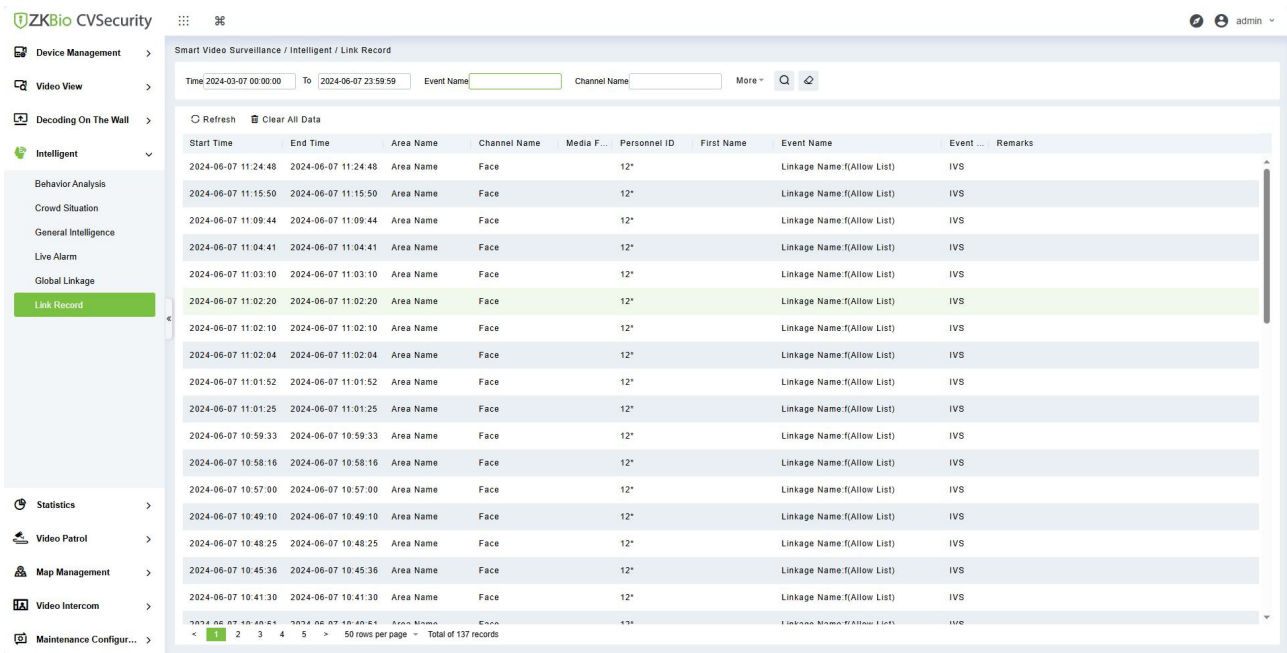 ZKBio CVSecurity
admin
Device Management
Video View
Decoding On The Wall
Intelligent
Behavior Analysis
Crowd Situation
General Intelligence
Live Alarm
Global Linkage
Link Record
Statistics
Video Patrol
Map Management
Video Intercom
Maintenance Configur...
Smart Video Surveillance / Intelligent / Link Record
Time 2024-03-07 00:00:00 To 2024-06-07 23:59:59 Event Name Channel Name More
Refresh Clear All Data
Start Time End Time Area Name Channel Name Media F... Personnel ID First Name Event Name Event ... Remarks
2024-06-07 11:24:48 2024-06-07 11:24:48 Area Name Face 12* Linkage Name:f(Allow List) IVS
2024-06-07 11:15:50 2024-06-07 11:15:50 Area Name Face 12* Linkage Name:f(Allow List) IVS
2024-06-07 11:09:44 2024-06-07 11:09:44 Area Name Face 12* Linkage Name:f(Allow List) IVS
2024-06-07 11:04:41 2024-06-07 11:04:41 Area Name Face 12* Linkage Name:f(Allow List) IVS
2024-06-07 11:03:10 2024-06-07 11:03:10 Area Name Face 12* Linkage Name:f(Allow List) IVS
2024-06-07 11:02:20 2024-06-07 11:02:20 Area Name Face 12* Linkage Name:f(Allow List) IVS
2024-06-07 11:02:10 2024-06-07 11:02:10 Area Name Face 12* Linkage Name:f(Allow List) IVS
2024-06-07 11:02:04 2024-06-07 11:02:04 Area Name Face 12* Linkage Name:f(Allow List) IVS
2024-06-07 11:01:52 2024-06-07 11:01:52 Area Name Face 12* Linkage Name:f(Allow List) IVS
2024-06-07 11:01:25 2024-06-07 11:01:25 Area Name Face 12* Linkage Name:f(Allow List) IVS
2024-06-07 10:59:33 2024-06-07 10:59:33 Area Name Face 12* Linkage Name:f(Allow List) IVS
2024-06-07 10:58:16 2024-06-07 10:58:16 Area Name Face 12* Linkage Name:f(Allow List) IVS
2024-06-07 10:57:00 2024-06-07 10:57:00 Area Name Face 12* Linkage Name:f(Allow List) IVS
2024-06-07 10:49:10 2024-06-07 10:49:10 Area Name Face 12* Linkage Name:f(Allow List) IVS
2024-06-07 10:48:25 2024-06-07 10:48:25 Area Name Face 12* Linkage Name:f(Allow List) IVS
2024-06-07 10:45:36 2024-06-07 10:45:36 Area Name Face 12* Linkage Name:f(Allow List) IVS
2024-06-07 10:41:30 2024-06-07 10:41:30 Area Name Face 12* Linkage Name:f(Allow List) IVS
2024-06-07 10:40:51 2024-06-07 10:40:51 Area Name Face 12* Linkage Name:f(Allow List) IVS
< 1 2 3 4 5 > 50 rows per page Total of 137 records